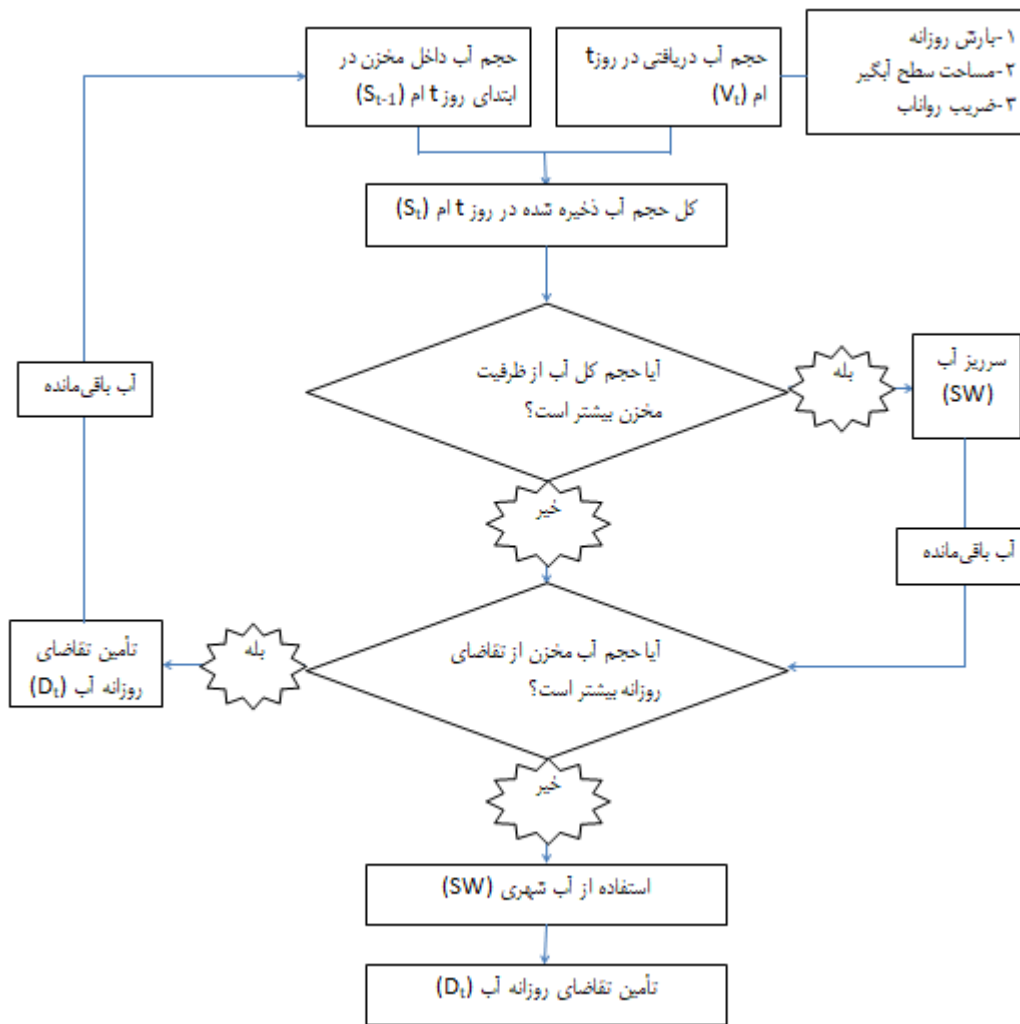 ۱-بارش روزانه
۲-مساحت سطح آبگیر
۳-ضریب رواناب
حجم آب دریافتی در روز t
ام (Vₜ)
حجم آب داخل مخزن در
ابتدای روز t ام (Sₜ₋₁)
کل حجم آب ذخیره شده در روز t ام (Sₜ)
آیا حجم کل آب از ظرفیت
مخزن بیشتر است؟
بله
سرریز آب
(SW)
آب باقی‌مانده
خیر
آب باقی‌مانده
آیا حجم آب مخزن از تقاضای
روزانه بیشتر است؟
بله
تأمین تقاضای
روزانه آب (Dₜ)
خیر
استفاده از آب شهری (SW)
تأمین تقاضای روزانه آب (Dₜ)